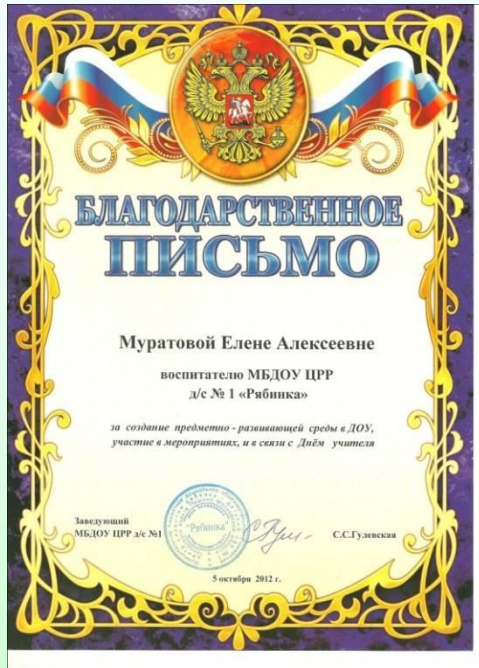 БЛАГОДАРСТВЕННОЕ
ПИСЬМО
Муратовой Елене Алексеевне
воспитателю МБДОУ ЦРР
д/с № 1 «Рябинка»
за создание предметно - развивающей среды в ДОУ,
участие в мероприятиях, и в связи с Днём учителя
Заведующий
МБДОУ ЦРР д/с №1
"Рябинка"
С.С.Гулевская
5 октября 2012 г.